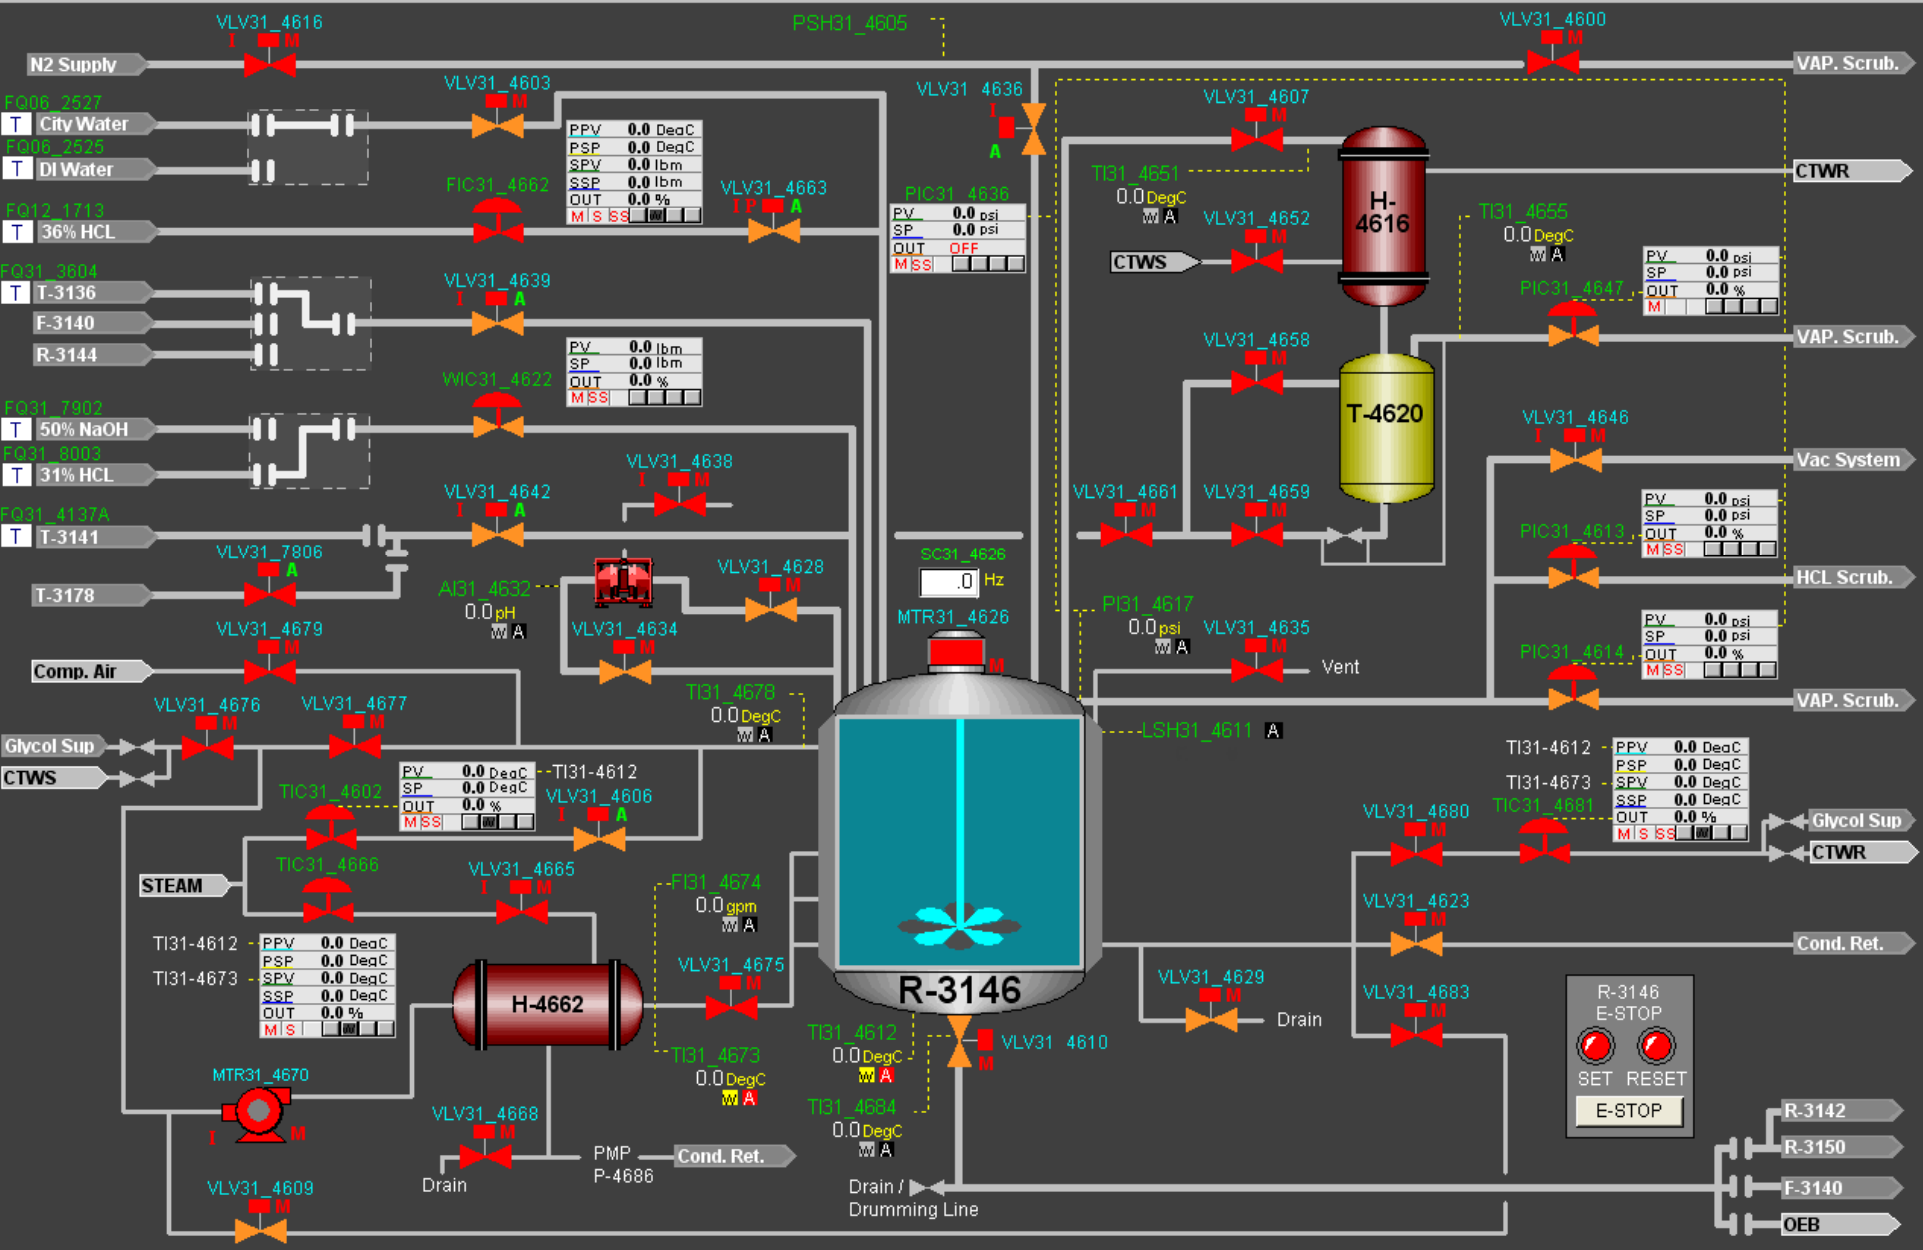 VLV31_4616
I M
N2 Supply
PSH31_4605
VLV31_4600
M
VAP. Scrub.
FQ06_2527
T City Water
FQ06_2525
T DI Water
VLV31_4603
M
PPV 0.0 DegC
PSP 0.0 DegC
SPV 0.0 lbm
SSP 0.0 lbm
OUT 0.0 %
M S SS W
VLV31 4636
I
A
VLV31_4607
M
TI31_4651
0.0 DegC
W A
H-
4616
CTWR
FQ12_1713
T 36% HCL
FIC31_4662
VLV31_4663
I P A
PIC31_4636
PV 0.0 psi
SP 0.0 psi
OUT OFF
M SS
VLV31_4652
M
CTWS
TI31_4655
0.0 DegC
W A
PIC31_4647
PV 0.0 psi
SP 0.0 psi
OUT 0.0 %
M
VAP. Scrub.
FQ31_3604
T T-3136
F-3140
R-3144
VLV31_4639
I A
PV 0.0 lbm
SP 0.0 lbm
OUT 0.0 %
M SS
WIC31_4622
VLV31_4658
M
T-4620
FQ31_7902
T 50% NaOH
FQ31_8003
T 31% HCL
VLV31_4638
I M
VLV31_4646
I M
Vac System
FQ31_4137A
T T-3141
VLV31_4642
I A
VLV31_4661
M
VLV31_4659
M
PIC31_4613
PV 0.0 psi
SP 0.0 psi
OUT 0.0 %
M SS
HCL Scrub.
VLV31_7806
A
T-3178
AI31_4632
0.0 pH
W A
VLV31_4628
M
SC31_4626
.0 Hz
MTR31_4626
M
PI31_4617
0.0 psi
W A
VLV31_4635
M
Vent
PIC31_4614
PV 0.0 psi
SP 0.0 psi
OUT 0.0 %
M SS
VAP. Scrub.
VLV31_4679
M
Comp. Air
VLV31_4634
M
TI31_4678
0.0 DegC
W A
LSH31_4611 A
VLV31_4676
M
VLV31_4677
M
Glycol Sup
CTWS
TIC31_4602
PV 0.0 DegC
SP 0.0 DegC
OUT 0.0 %
M SS W
TI31-4612
VLV31_4606
I A
TI31-4612
TI31-4673
TIC31_4681
PPV 0.0 DegC
PSP 0.0 DegC
SPV 0.0 DegC
SSP 0.0 DegC
OUT 0.0 %
M S SS W
VLV31_4680
M
Glycol Sup
CTWR
TIC31_4666
STEAM
VLV31_4665
I M
FI31_4674
0.0 gpm
W A
VLV31_4623
M
Cond. Ret.
TI31-4612
TI31-4673
PPV 0.0 DegC
PSP 0.0 DegC
SPV 0.0 DegC
SSP 0.0 DegC
OUT 0.0 %
M S W
H-4662
VLV31_4675
M
R-3146
VLV31_4629
M
Drain
VLV31_4683
M
R-3146
E-STOP
SET RESET
E-STOP
TI31_4612
0.0 DegC
W A
VLV31 4610
M
TI31_4673
0.0 DegC
W A
TI31_4684
0.0 DegC
W A
MTR31_4670
I M
VLV31_4668
M
Drain
PMP
P-4686
Cond. Ret.
VLV31_4609
M
Drain /
Drumming Line
R-3142
R-3150
F-3140
OEB